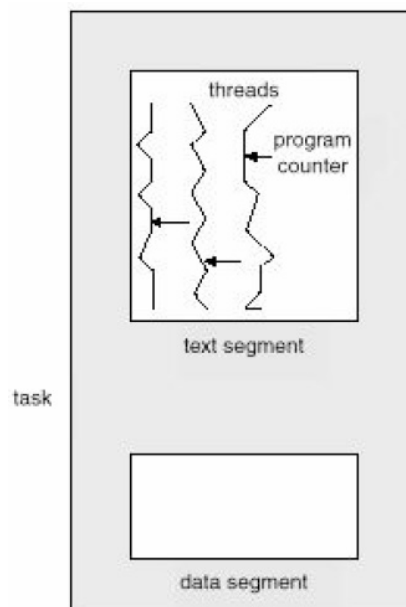 threads
program
counter
text segment
task
data segment